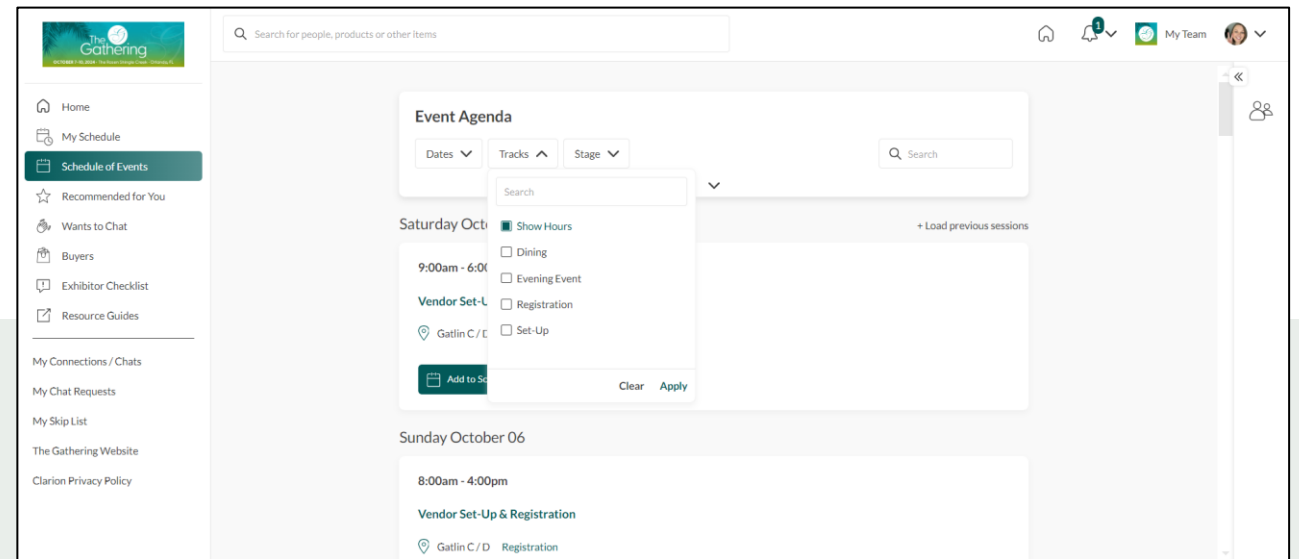 The
Gathering
Search for people, products or other items
1
My Team
Home
My Schedule
Schedule of Events
Recommended for You
Wants to Chat
Buyers
Exhibitor Checklist
Resource Guides
My Connections / Chats
My Chat Requests
My Skip List
The Gathering Website
Clarion Privacy Policy
Event Agenda
Dates Tracks Stage Search
Search
Show Hours
Dining
Evening Event
Registration
Set-Up
Clear Apply
Saturday Octo
+ Load previous sessions
9:00am - 6:00
Vendor Set-U
Gatlin C / D
Add to Sc
Sunday October 06
8:00am - 4:00pm
Vendor Set-Up & Registration
Gatlin C / D Registration